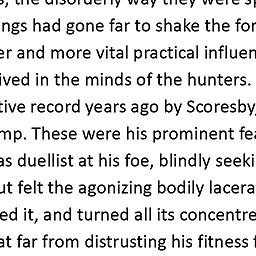 , the disorderly way they were s
ngs had gone far to shake the for
er and more vital practical influen
ived in the minds of the hunters.
tive record years ago by Scoresby,
mp. These were his prominent fea
as duellist at his foe, blindly seeki
ut felt the agonizing bodily lacera
ed it, and turned all its concentre
at far from distrusting his fitness f